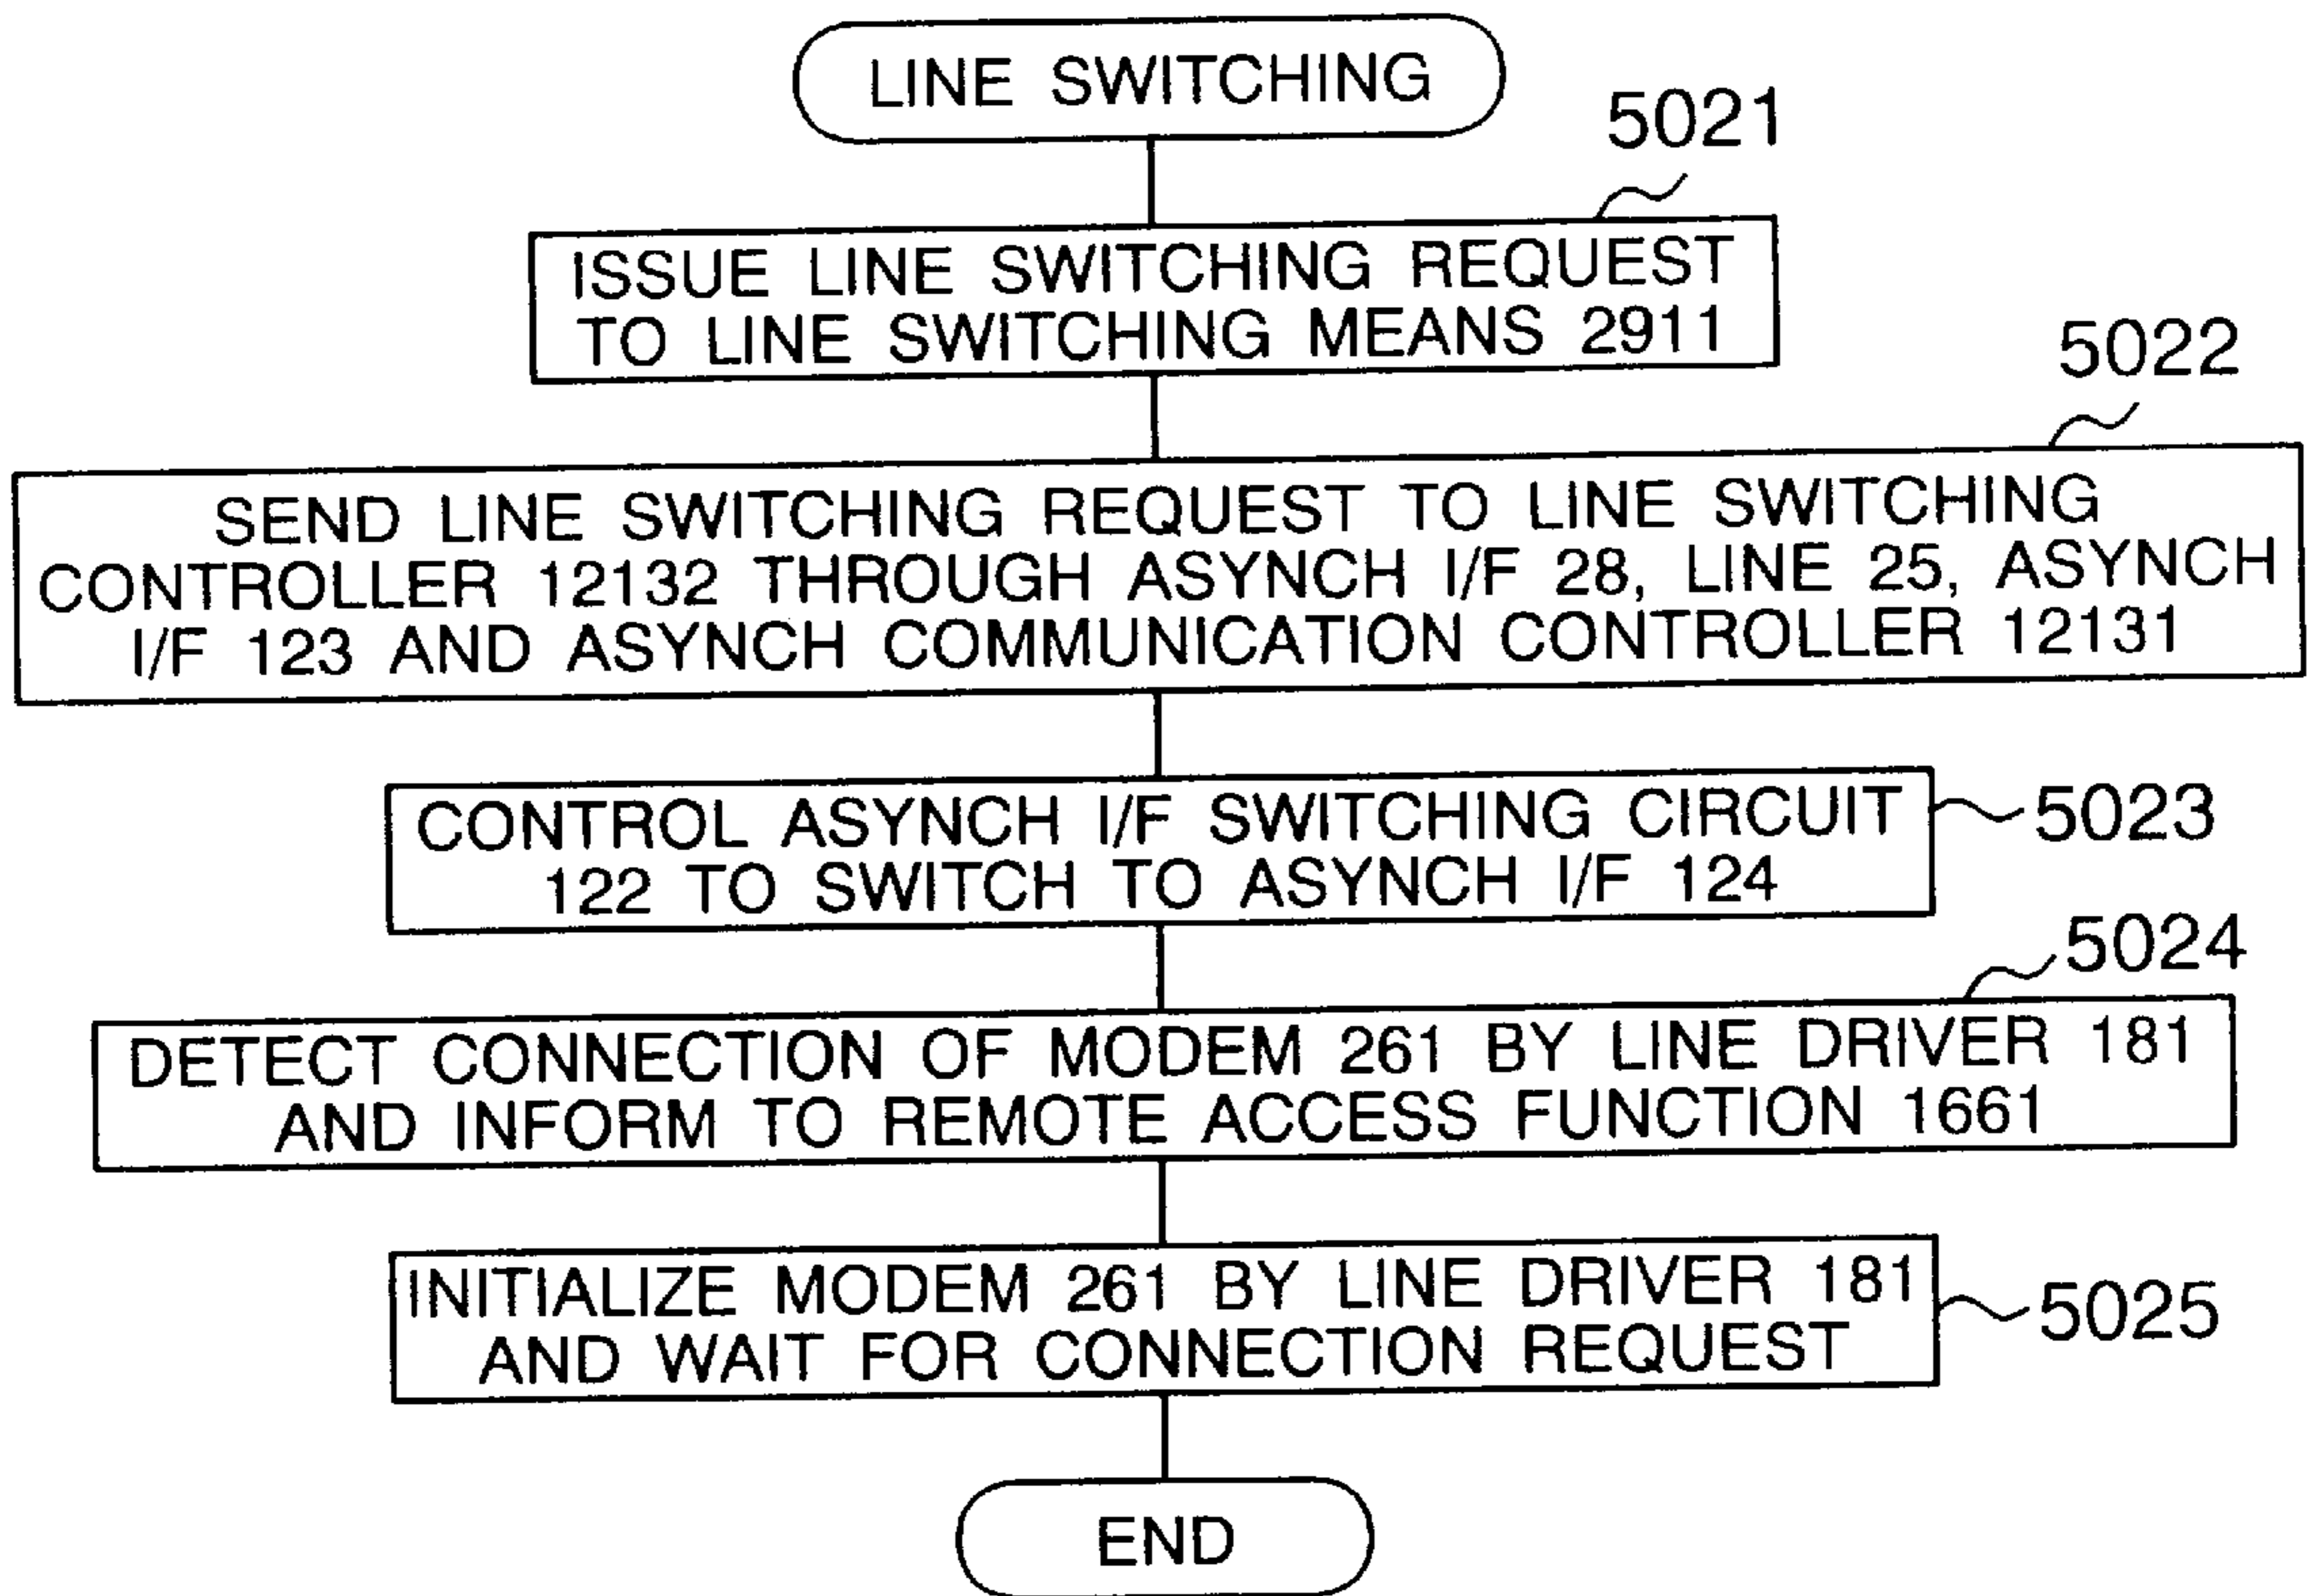 LINE SWITCHING
5021
ISSUE LINE SWITCHING REQUEST
TO LINE SWITCHING MEANS 2911
5022
SEND LINE SWITCHING REQUEST TO LINE SWITCHING
CONTROLLER 12132 THROUGH ASYNCH I/F 28, LINE 25, ASYNCH
I/F 123 AND ASYNCH COMMUNICATION CONTROLLER 12131
CONTROL ASYNCH I/F SWITCHING CIRCUIT
122 TO SWITCH TO ASYNCH I/F 124
5023
5024
DETECT CONNECTION OF MODEM 261 BY LINE DRIVER 181
AND INFORM TO REMOTE ACCESS FUNCTION 1661
INITIALIZE MODEM 261 BY LINE DRIVER 181
AND WAIT FOR CONNECTION REQUEST
5025
END